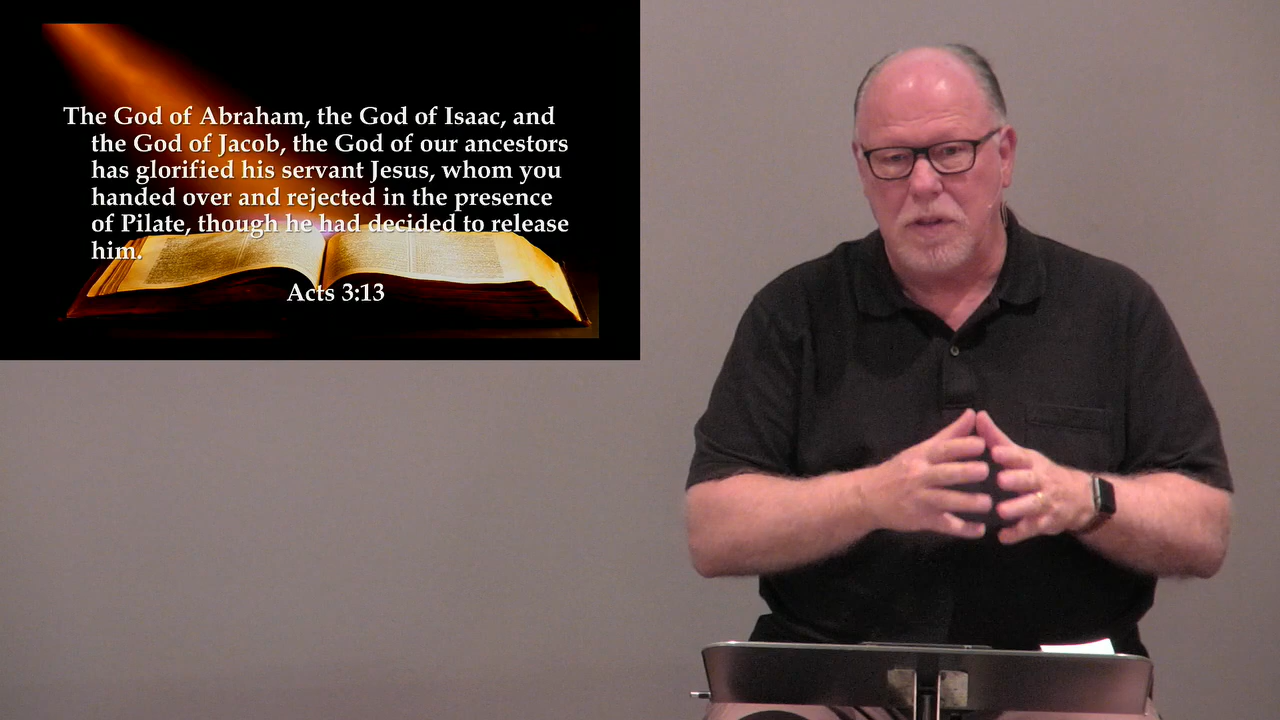 The God of Abraham, the God of Isaac, and
the God of Jacob, the God of our ancestors
has glorified his servant Jesus, whom you
handed over and rejected in the presence
of Pilate, though he had decided to release
him.
Acts 3:13